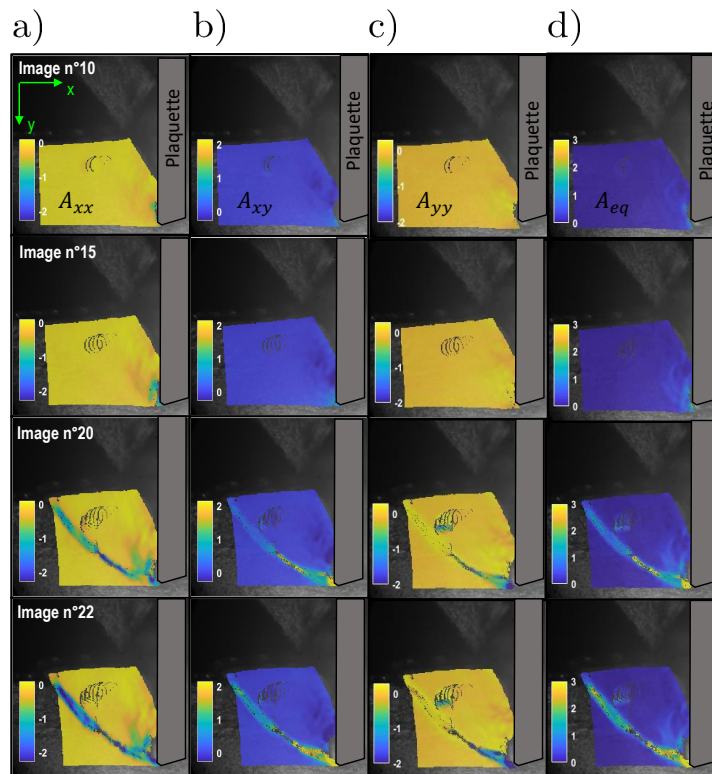 a) b) c) d)
Image n°10
x
y
Plaquette Plaquette Plaquette Plaquette
0 2 0 3
-1 1 -1 2
1
-2 0 -2 0
A_xx A_xy A_yy A_eq
Image n°15
0 2 0 3
-1 1 -1 2
1
-2 0 -2 0
Image n°20
0 2 0 3
-1 1 -1 2
1
-2 0 -2 0
Image n°22
0 2 0 3
-1 1 -1 2
1
-2 0 -2 0